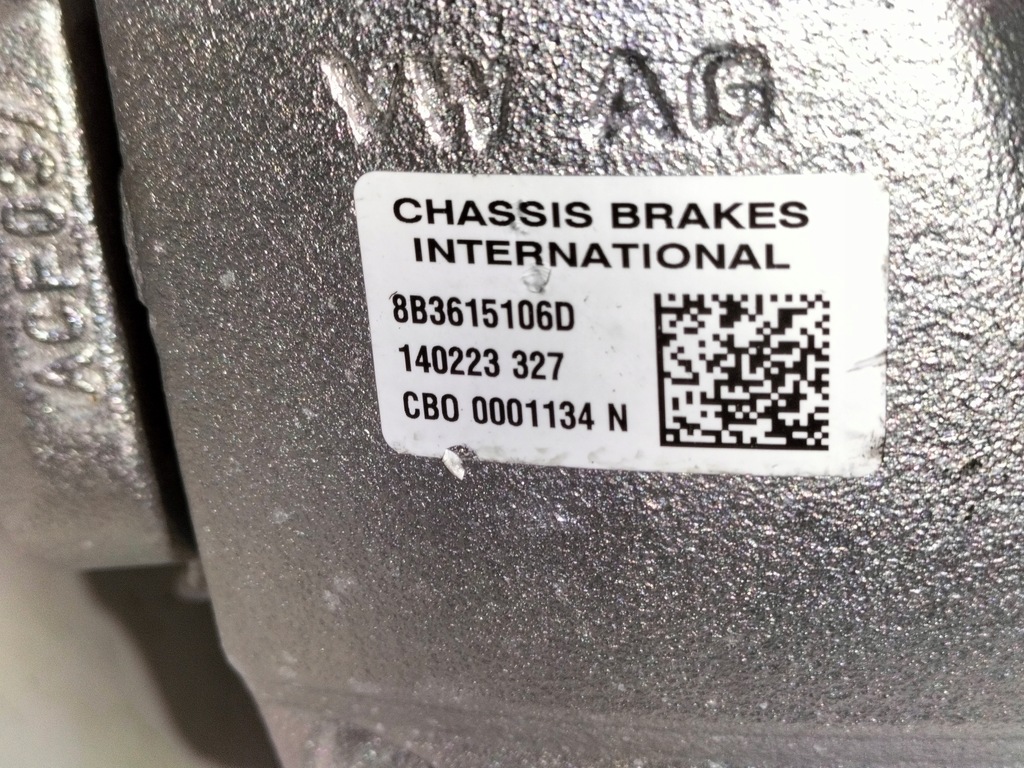 VW AG
CHASSIS BRAKES
INTERNATIONAL
8B3615106D
140223 327
CBO 0001134 N